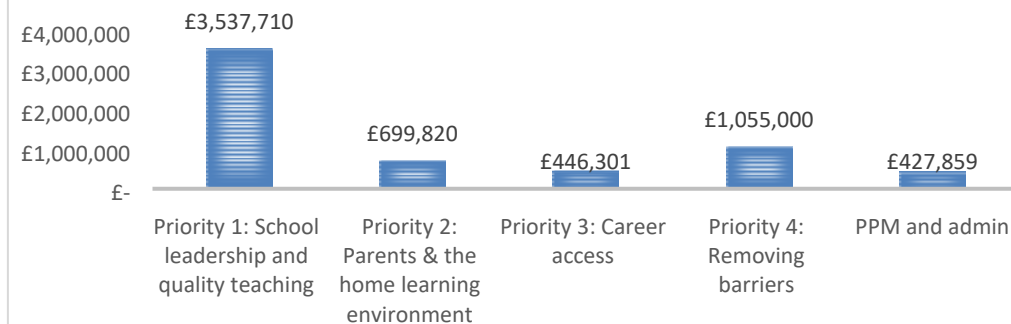 £4,000,000
£3,000,000
£2,000,000
£1,000,000
£-
£3,537,710
£699,820
£446,301
£1,055,000
£427,859
Priority 1: School
leadership and
quality teaching
Priority 2:
Parents & the
home learning
environment
Priority 3: Career
access
Priority 4:
Removing
barriers
PPM and admin